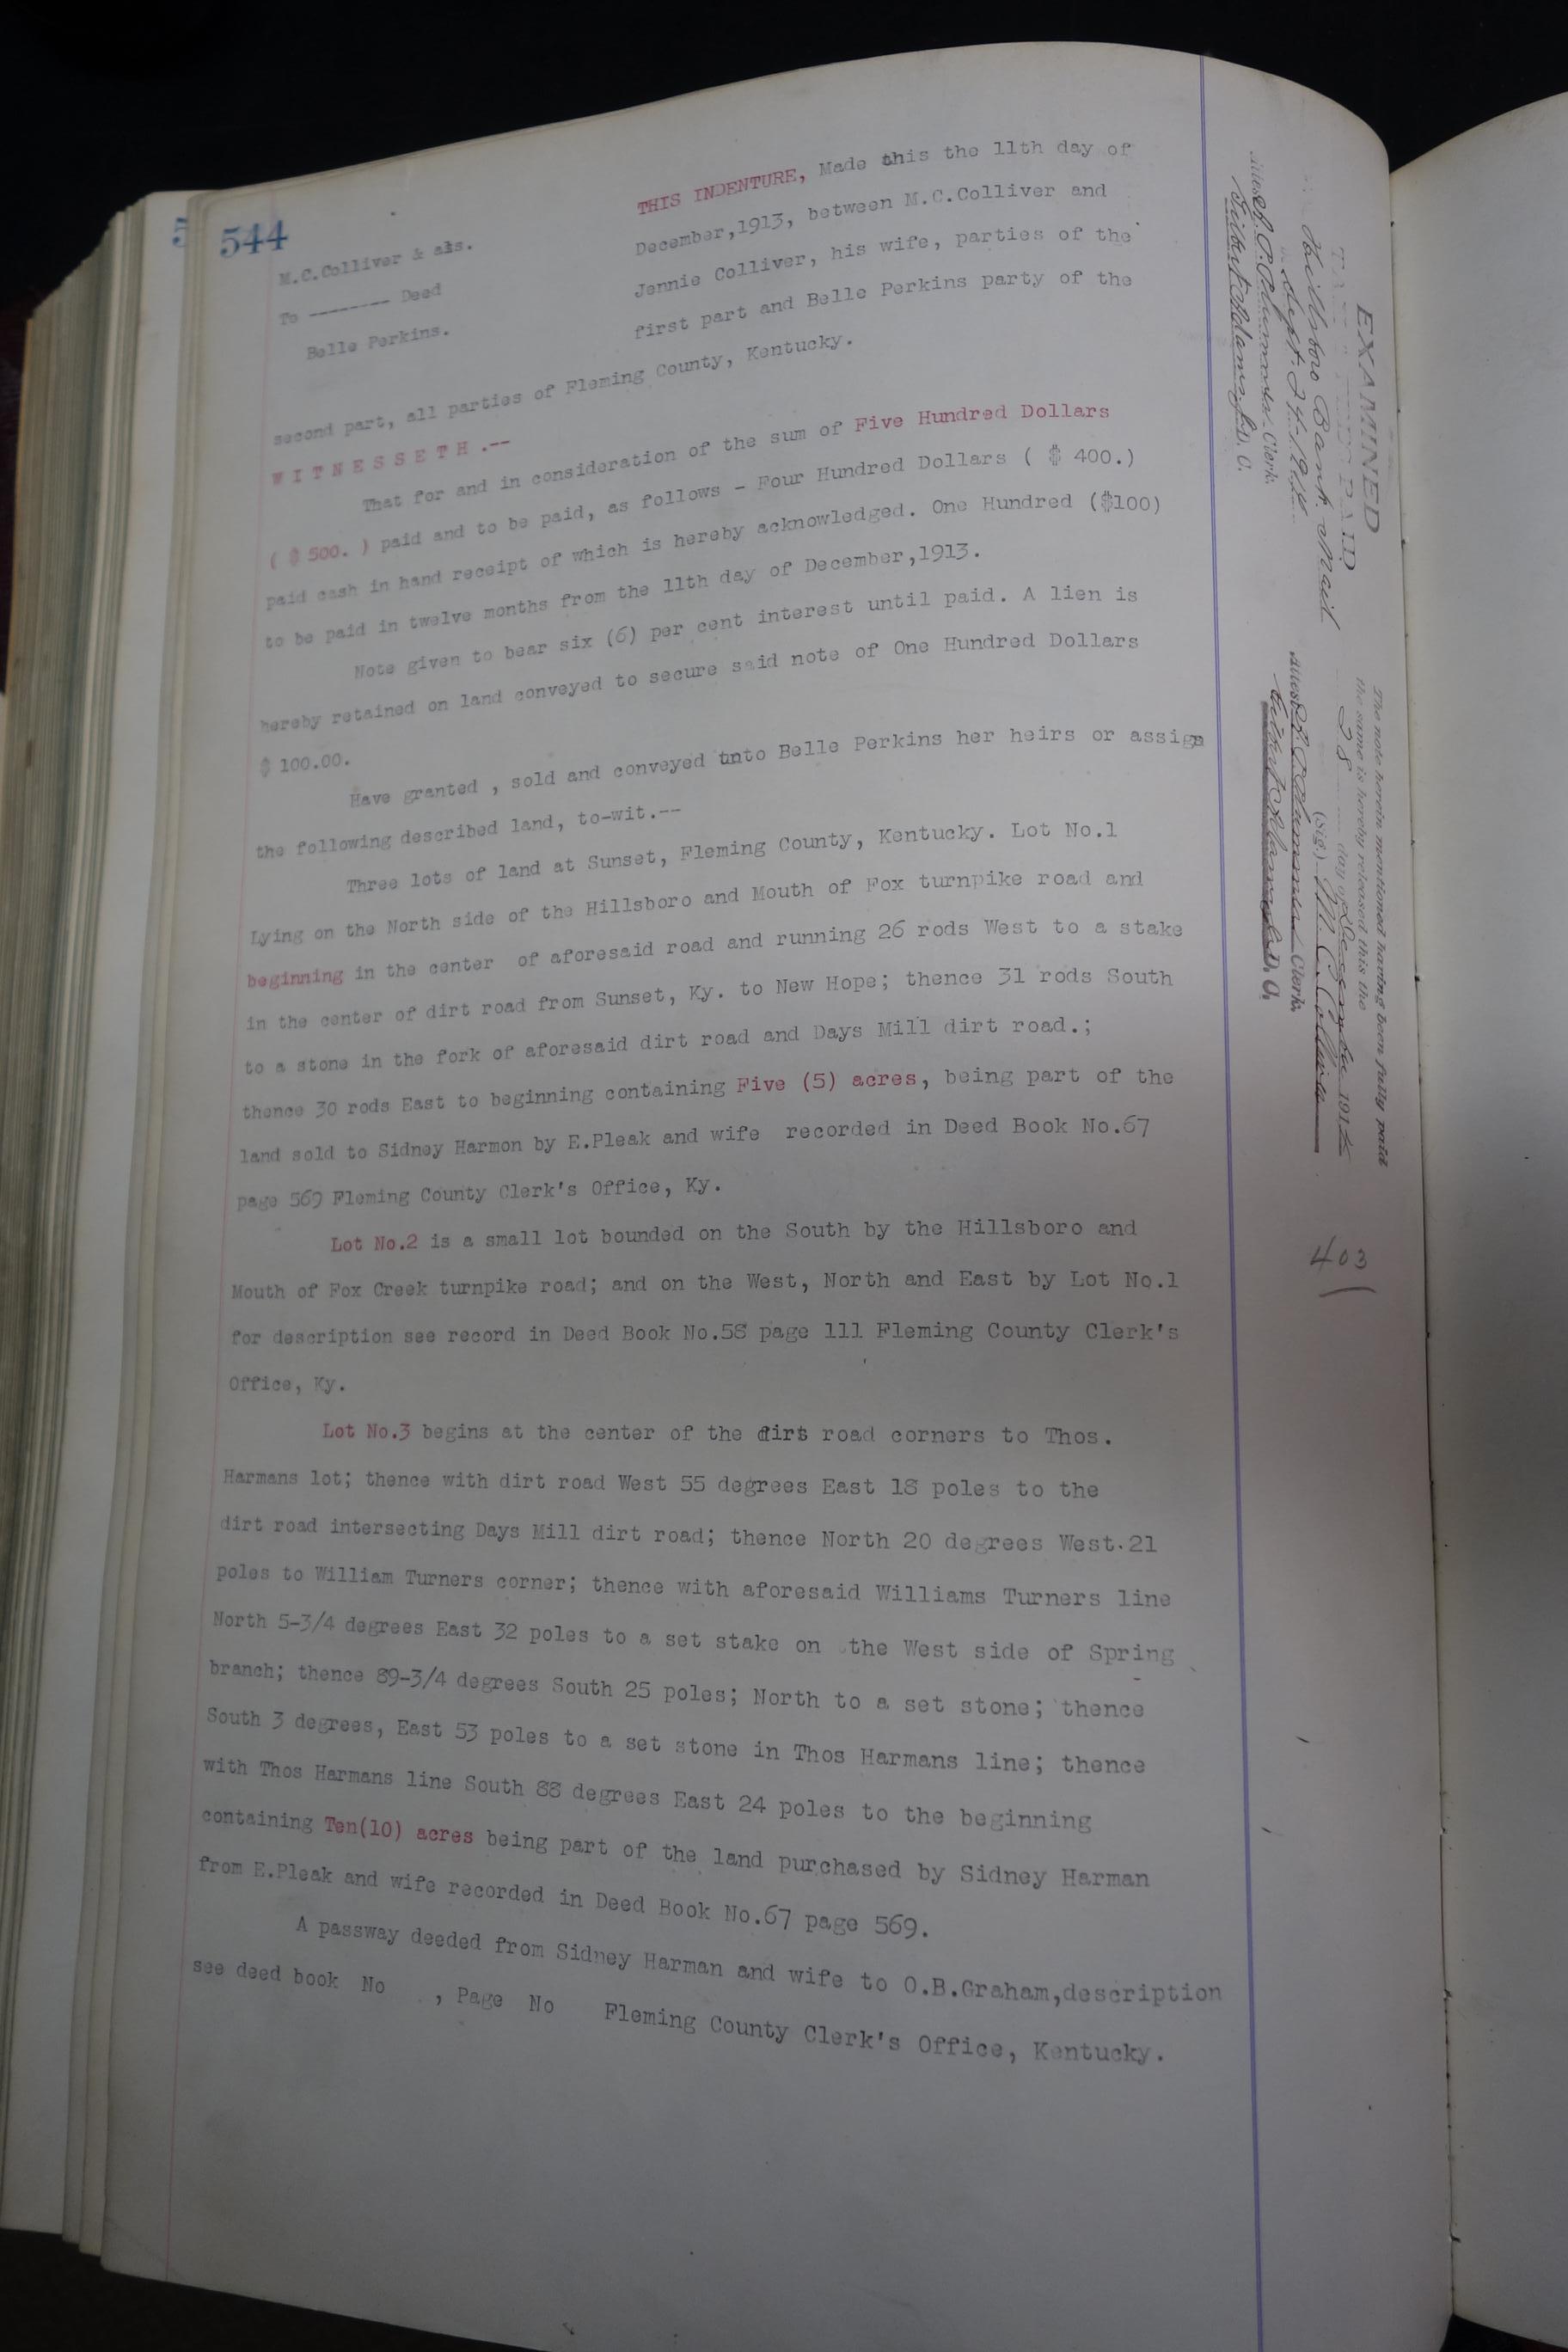 544
M.C.Colliver & als.
To -------- Deed
Belle Perkins.
THIS INDENTURE, Made this the 11th day of
December,1913, between M.C.Colliver and
Jennie Colliver, his wife, parties of the
first part and Belle Perkins party of the
second part, all parties of Fleming County, Kentucky.
W I T N E S S E T H .--
That for and in consideration of the sum of Five Hundred Dollars
( $ 500. ) paid and to be paid, as follows - Four Hundred Dollars ( $ 400.)
paid cash in hand receipt of which is hereby acknowledged. One Hundred ($100)
to be paid in twelve months from the 11th day of December,1913.
Note given to bear six (6) per cent interest until paid. A lien is
hereby retained on land conveyed to secure said note of One Hundred Dollars
$ 100.00.
Have granted , sold and conveyed unto Belle Perkins her heirs or assigs
the following described land, to-wit.--
Three lots of land at Sunset, Fleming County, Kentucky. Lot No.1
Lying on the North side of the Hillsboro and Mouth of Fox turnpike road and
beginning in the center of aforesaid road and running 26 rods West to a stake
in the center of dirt road from Sunset, Ky. to New Hope; thence 31 rods South
to a stone in the fork of aforesaid dirt road and Days Mill dirt road.;
thence 30 rods East to beginning containing Five (5) acres, being part of the
land sold to Sidney Harmon by E.Pleak and wife recorded in Deed Book No.67
page 569 Fleming County Clerk's Office, Ky.
Lot No.2 is a small lot bounded on the South by the Hillsboro and
Mouth of Fox Creek turnpike road; and on the West, North and East by Lot No.1
for description see record in Deed Book No.58 page 111 Fleming County Clerk's
Office, Ky.
Lot No.3 begins at the center of the dirt road corners to Thos.
Harmans lot; thence with dirt road West 55 degrees East 18 poles to the
dirt road intersecting Days Mill dirt road; thence North 20 degrees West.21
poles to William Turners corner; thence with aforesaid Williams Turners line
North 5-3/4 degrees East 32 poles to a set stake on the West side of Spring
branch; thence 89-3/4 degrees South 25 poles; North to a set stone; thence
South 3 degrees, East 53 poles to a set stone in Thos Harmans line; thence
with Thos Harmans line South 88 degrees East 24 poles to the beginning
containing Ten(10) acres being part of the land purchased by Sidney Harman
from E.Pleak and wife recorded in Deed Book No.67 page 569.
A passway deeded from Sidney Harman and wife to O.B.Graham,description
see deed book No , Page No Fleming County Clerk's Office, Kentucky.
EXAMINED
Hillsboro Bank Mail
Sept. 24-1914
Clerk.
D. C.
The note herein mentioned having been fully paid
the same is hereby released this the
28 day of December 191
(Sig.) M. C. Colliver
Attest Clerk.
D. C.
403